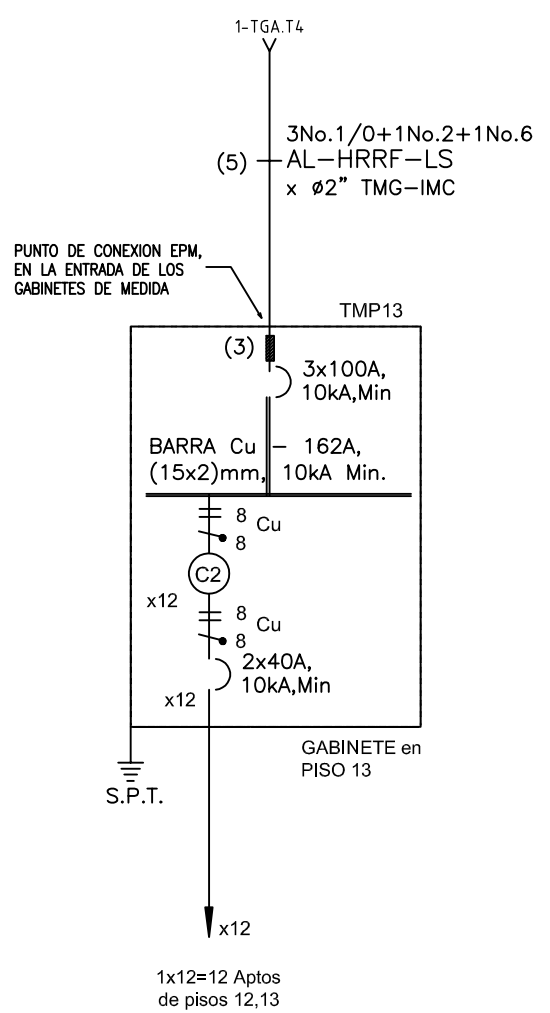 1-TGA.T4
3No.1/0+1No.2+1No.6
(5) AL-HRRF-LS
x ø2" TMG-IMC
PUNTO DE CONEXION EPM,
EN LA ENTRADA DE LOS
GABINETES DE MEDIDA
TMP13
(3)
3x100A,
10kA,Min
BARRA Cu - 162A,
(15x2)mm, 10kA Min.
8 Cu
8
C2
x12
8 Cu
8
2x40A,
10kA,Min
x12
GABINETE en
PISO 13
S.P.T.
x12
1x12=12 Aptos
de pisos 12,13